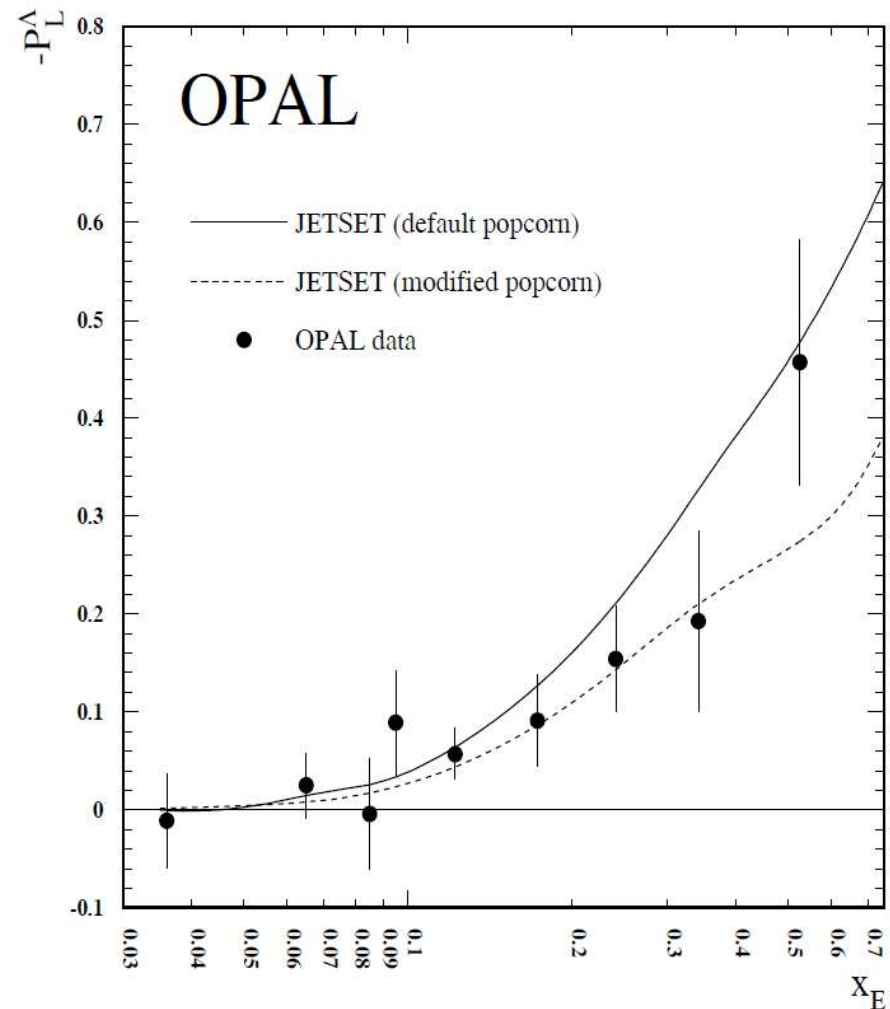 -P_L^Λ
0.8
OPAL
0.7
0.6
JETSET (default popcorn)
JETSET (modified popcorn)
0.5
OPAL data
0.4
0.3
0.2
0.1
0
-0.1
0.03 0.04 0.05 0.06 0.07 0.08 0.09 0.1 0.2 0.3 0.4 0.5 0.6 0.7
X_E